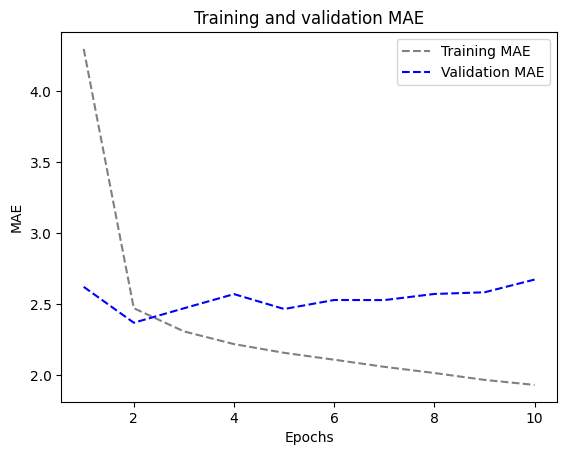 Training and validation MAE
Training MAE
Validation MAE
MAE
4.0
3.5
3.0
2.5
2.0
2 4 6 8 10
Epochs